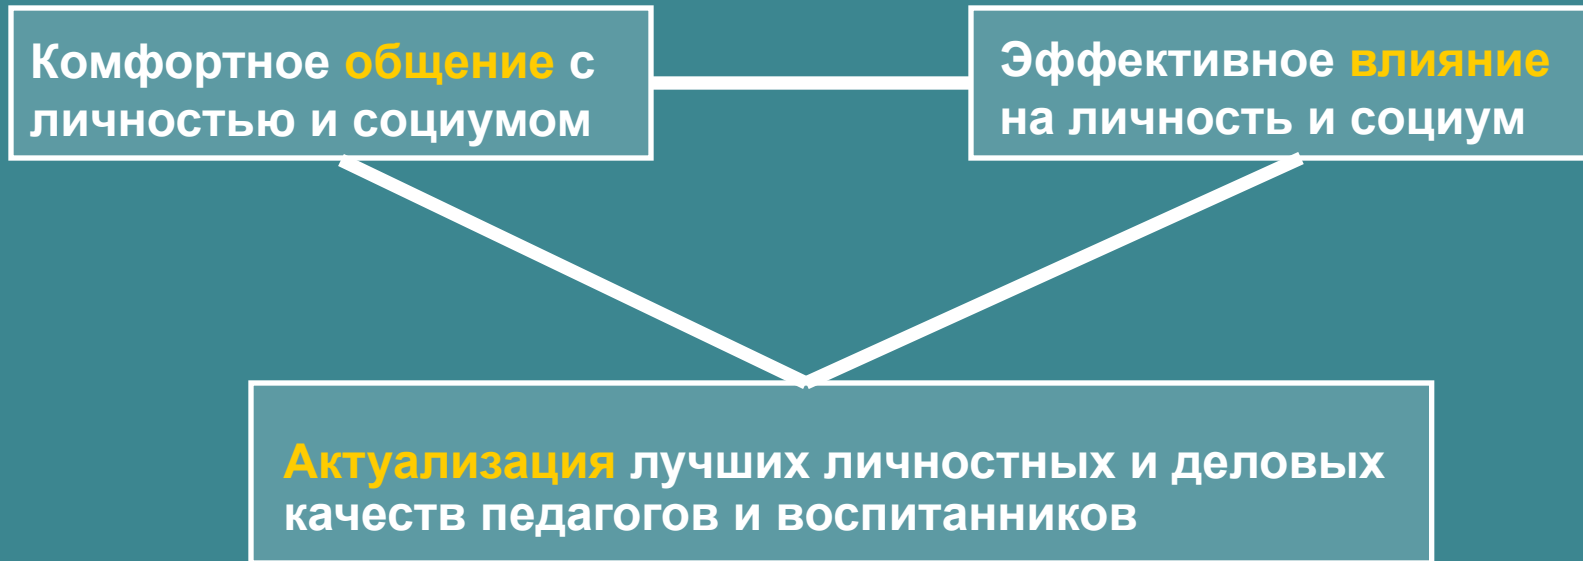 Комфортное общение с
личностью и социумом
Эффективное влияние
на личность и социум
Актуализация лучших личностных и деловых
качеств педагогов и воспитанников